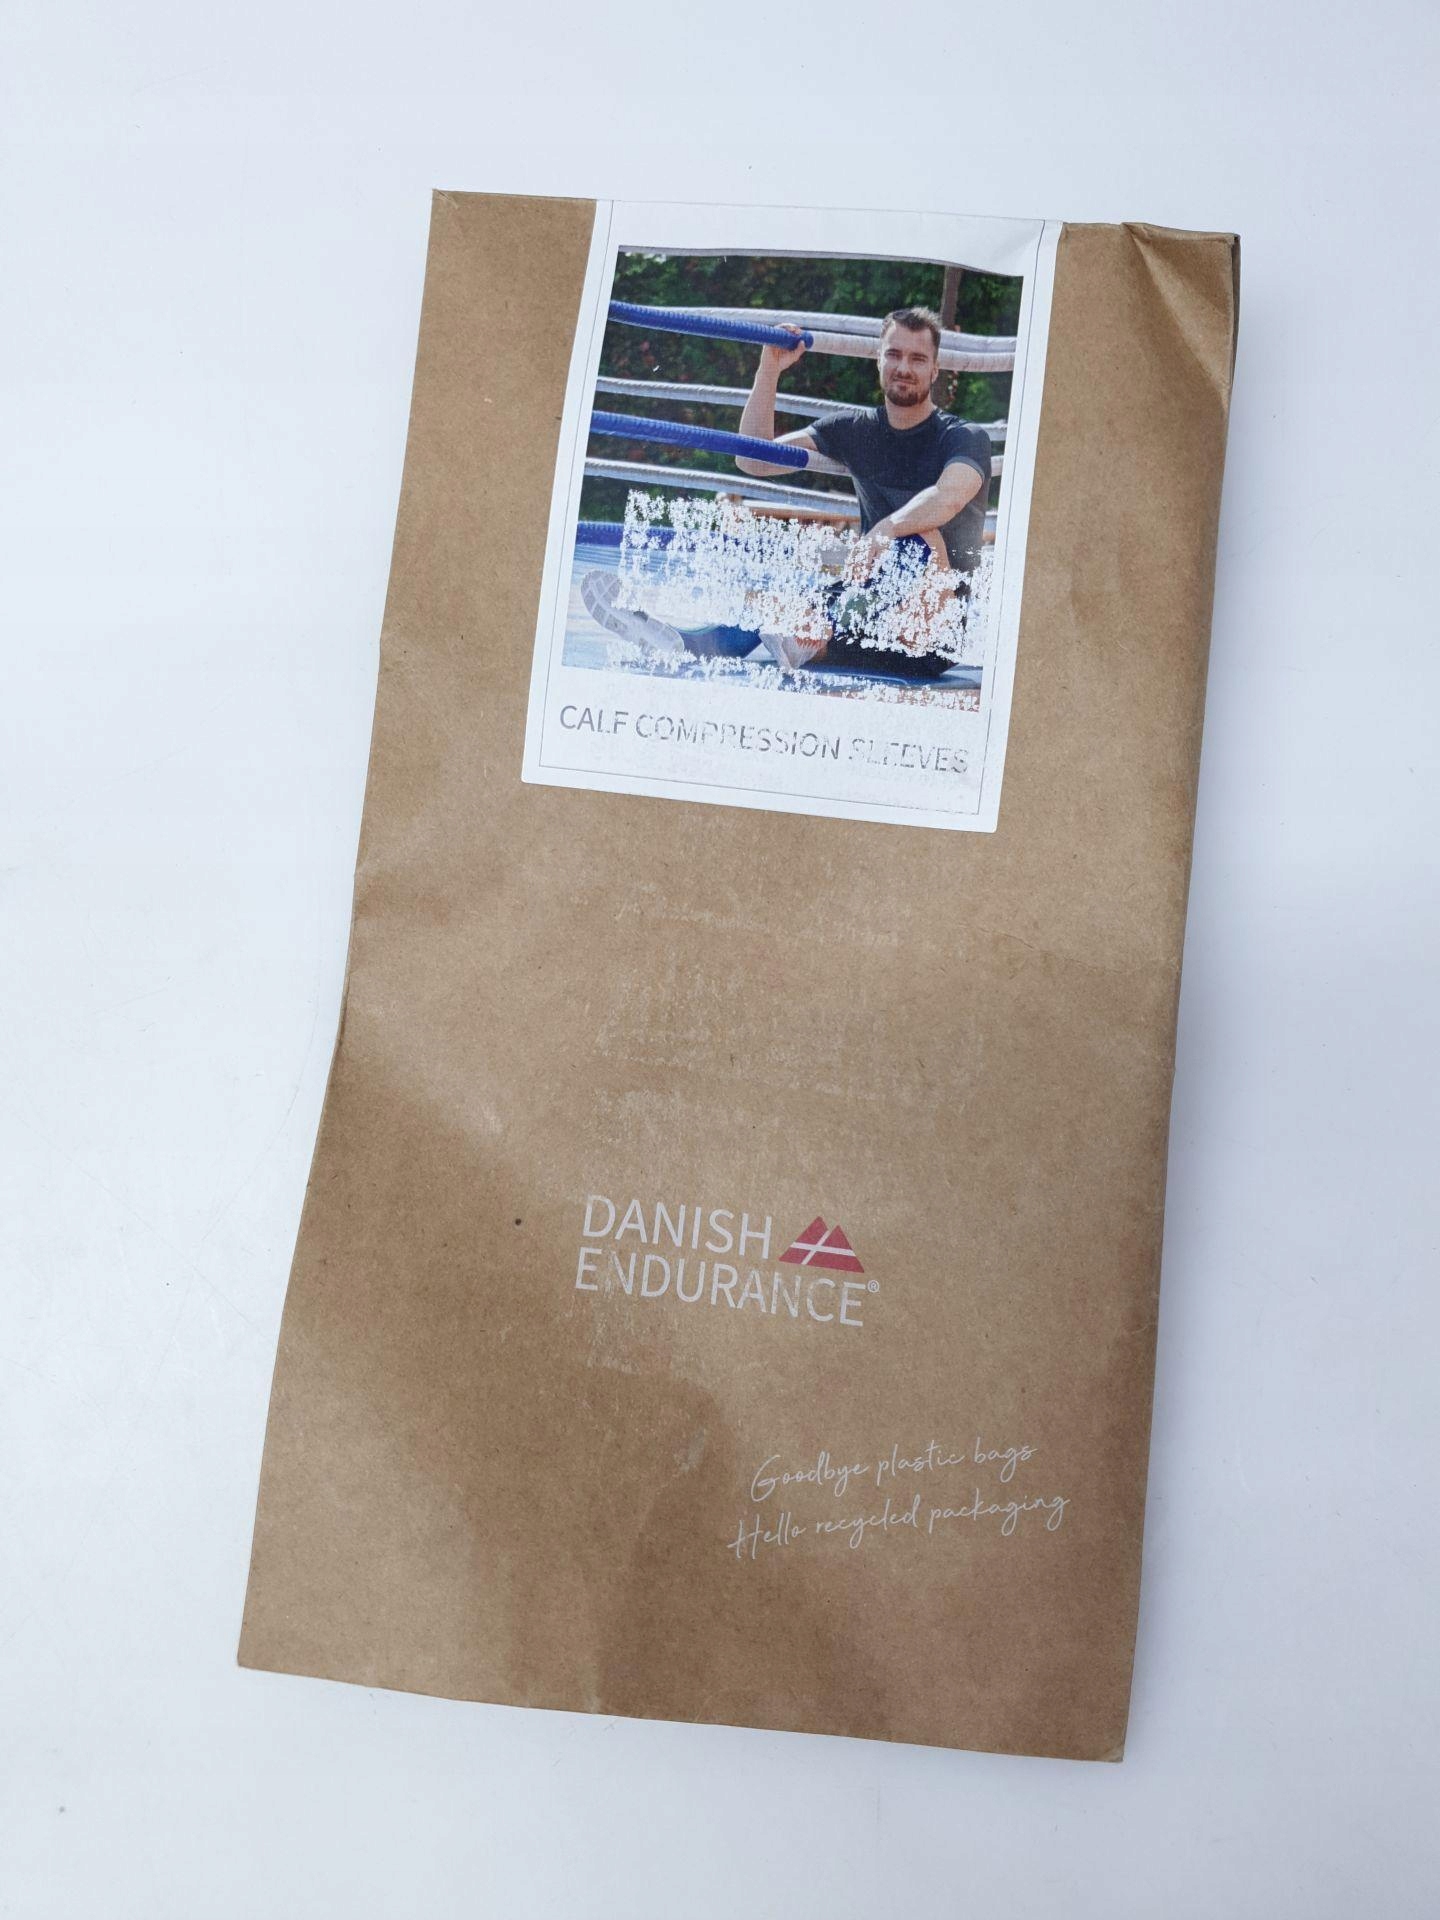 CALF COMPRESSION SLEEVES
DANISH
ENDURANCE®
Goodbye plastic bags
Hello recycled packaging